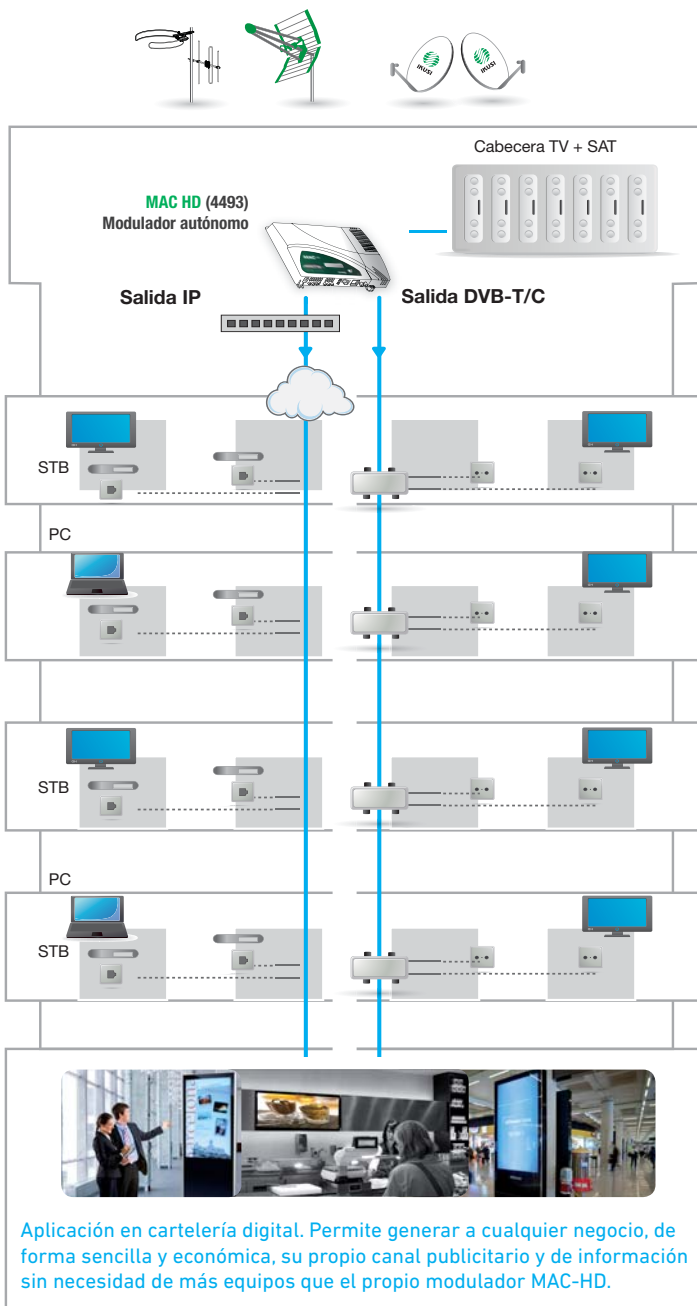 IKUSI
IKUSI
Cabecera TV + SAT
MAC HD (4493)
Modulador autónomo
Salida IP
Salida DVB-T/C
STB
PC
STB
PC
STB
Aplicación en cartelería digital. Permite generar a cualquier negocio, de
forma sencilla y económica, su propio canal publicitario y de información
sin necesidad de más equipos que el propio modulador MAC-HD.